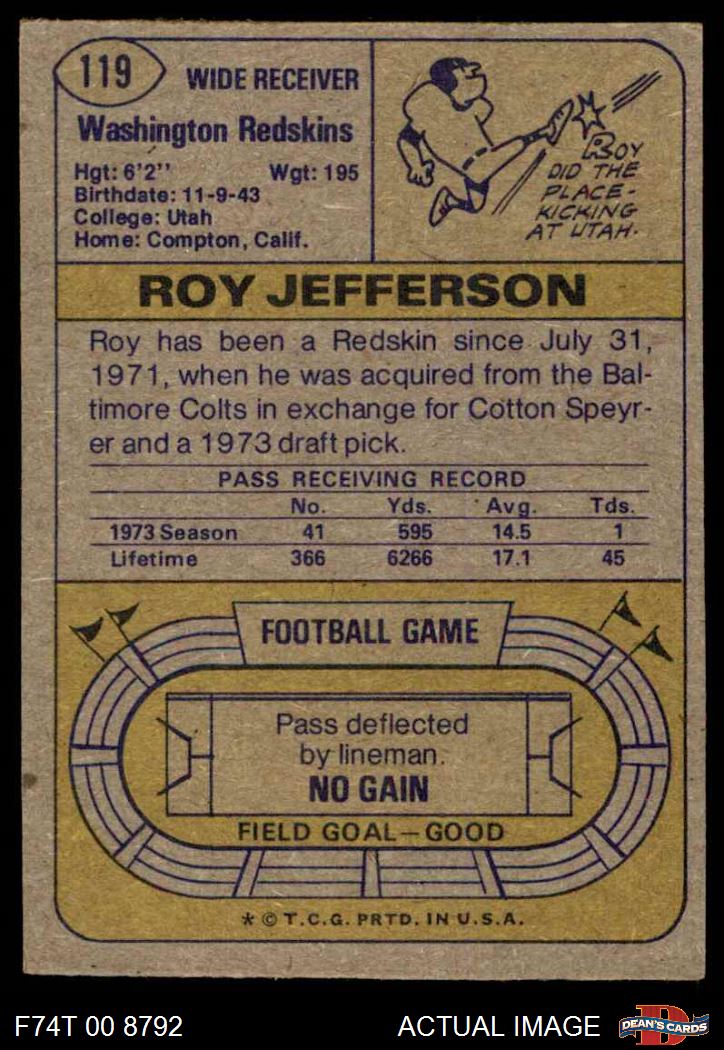 119
WIDE RECEIVER
Washington Redskins
Hgt: 6'2'' Wgt: 195
Birthdate: 11-9-43
College: Utah
Home: Compton, Calif.
ROY
DID THE
PLACE-
KICKING
AT UTAH.
ROY JEFFERSON
Roy has been a Redskin since July 31,
1971, when he was acquired from the Bal-
timore Colts in exchange for Cotton Speyr-
er and a 1973 draft pick.
PASS RECEIVING RECORD
No. Yds. Avg. Tds.
1973 Season 41 595 14.5 1
Lifetime 366 6266 17.1 45
FOOTBALL GAME
Pass deflected
by lineman.
NO GAIN
FIELD GOAL—GOOD
* © T.C.G. PRTD. IN U.S.A.
F74T 00 8792 ACTUAL IMAGE
D
DEAN'S CARDS